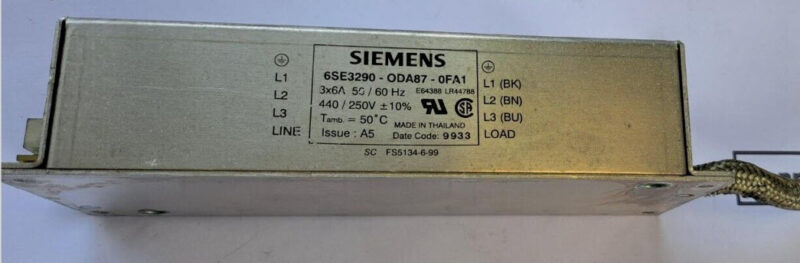 SIEMENS
6SE3290 - ODA87 - 0FA1
3x6A 50 / 60 Hz E64388 LR44788
440 / 250V ±10%
Tamb. = 50°C MADE IN THAILAND
Issue : A5 Date Code: 9933
SC FS5134-6-99
L1
L2
L3
LINE
L1 (BK)
L2 (BN)
L3 (BU)
LOAD